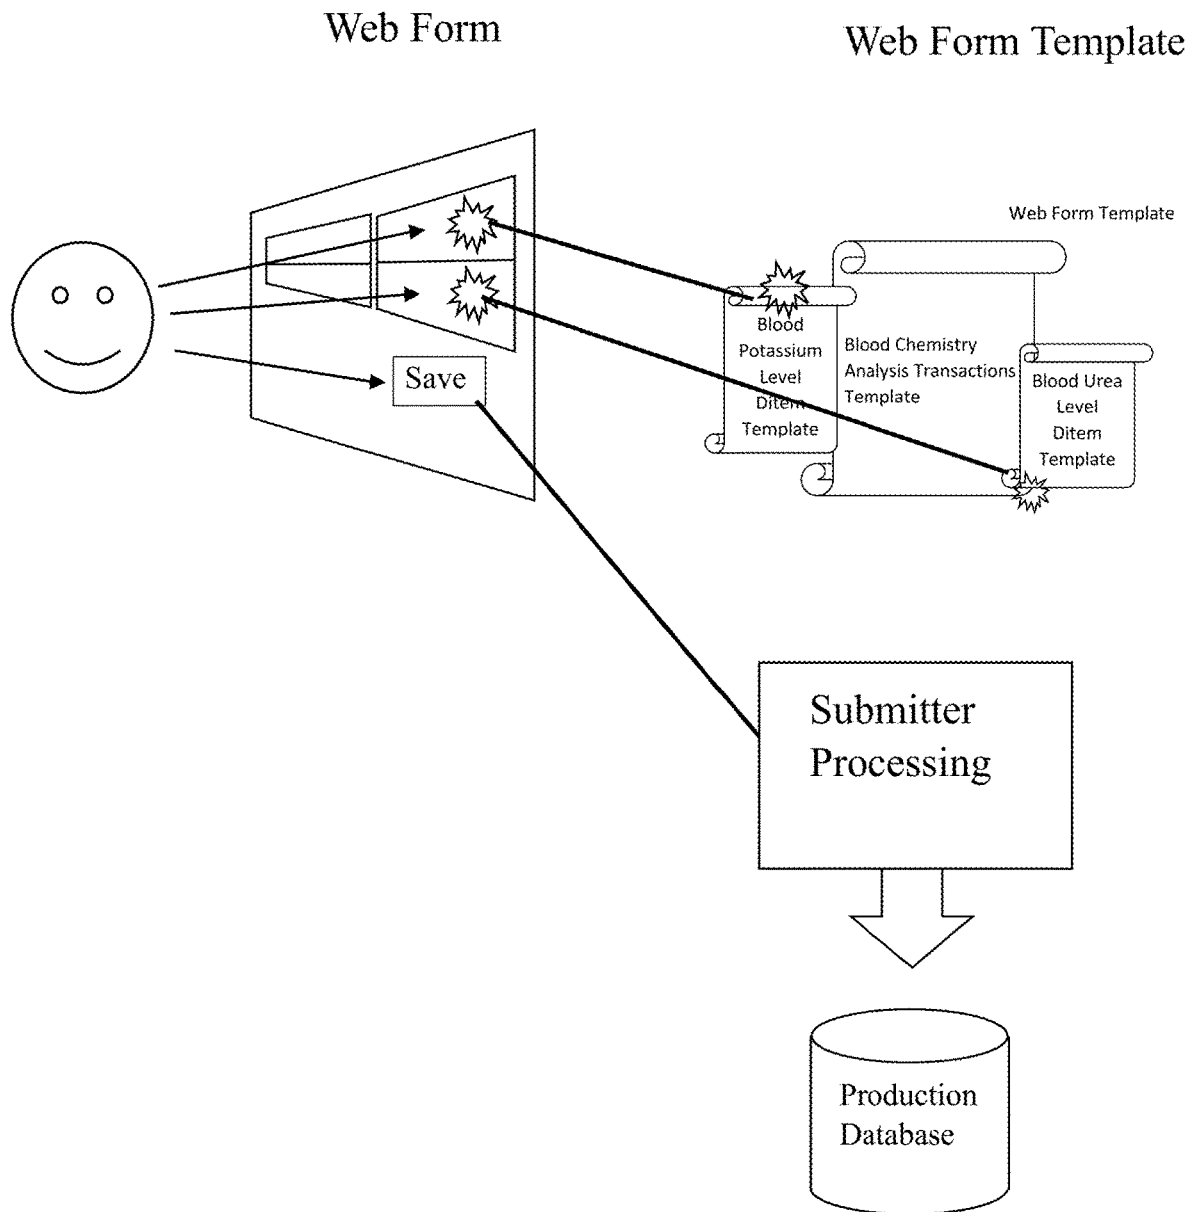 Web Form
Web Form Template
Web Form Template
Blood
Potassium
Level
Ditem
Template
Blood Chemistry
Analysis Transactions
Template
Blood Urea
Level
Ditem
Template
Save
Submitter
Processing
Production
Database